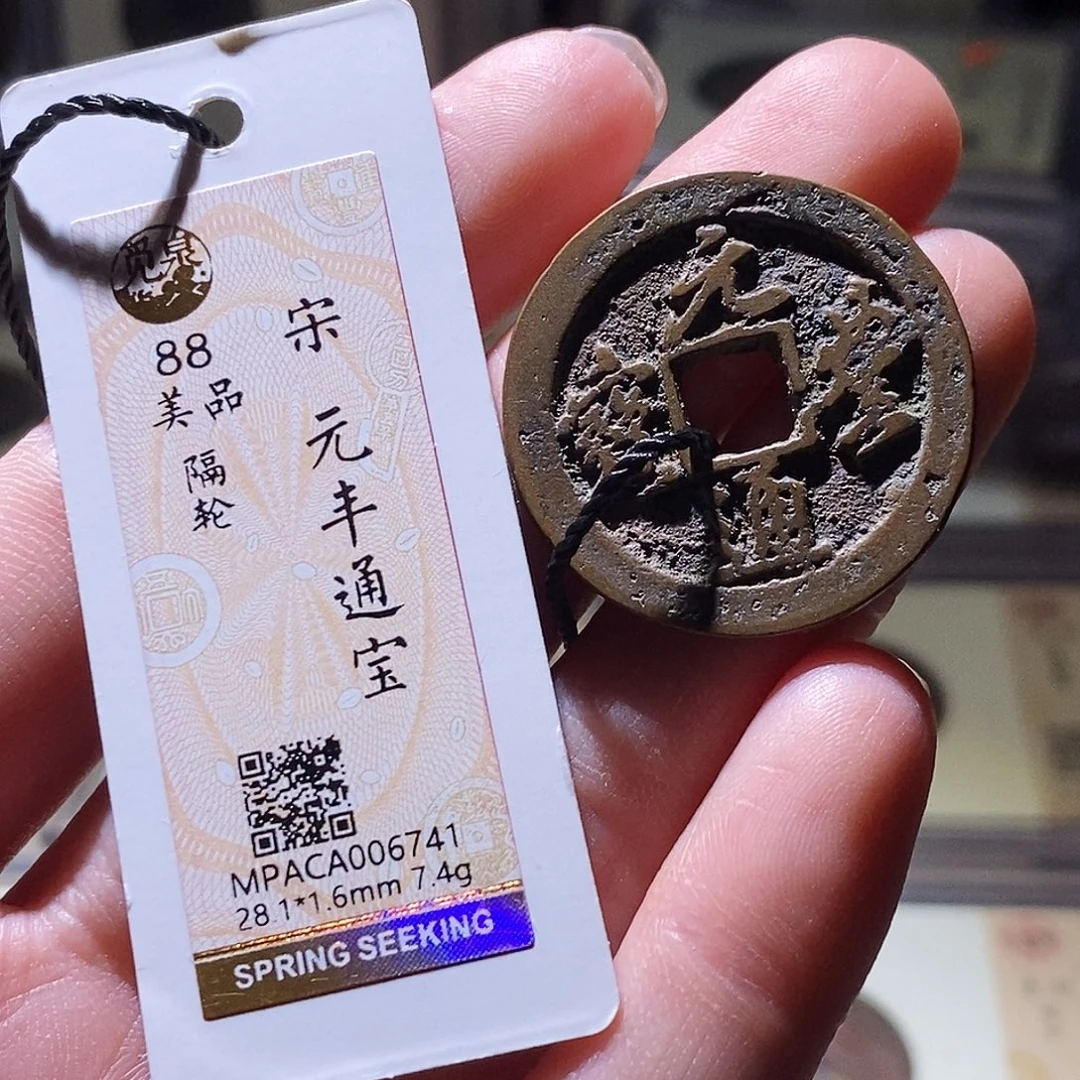 觅泉
88
美品
隔轮
宋 元丰通宝
MPACA006741
28.1*1.6mm 7.4g
SPRING SEEKING
元豐通寳